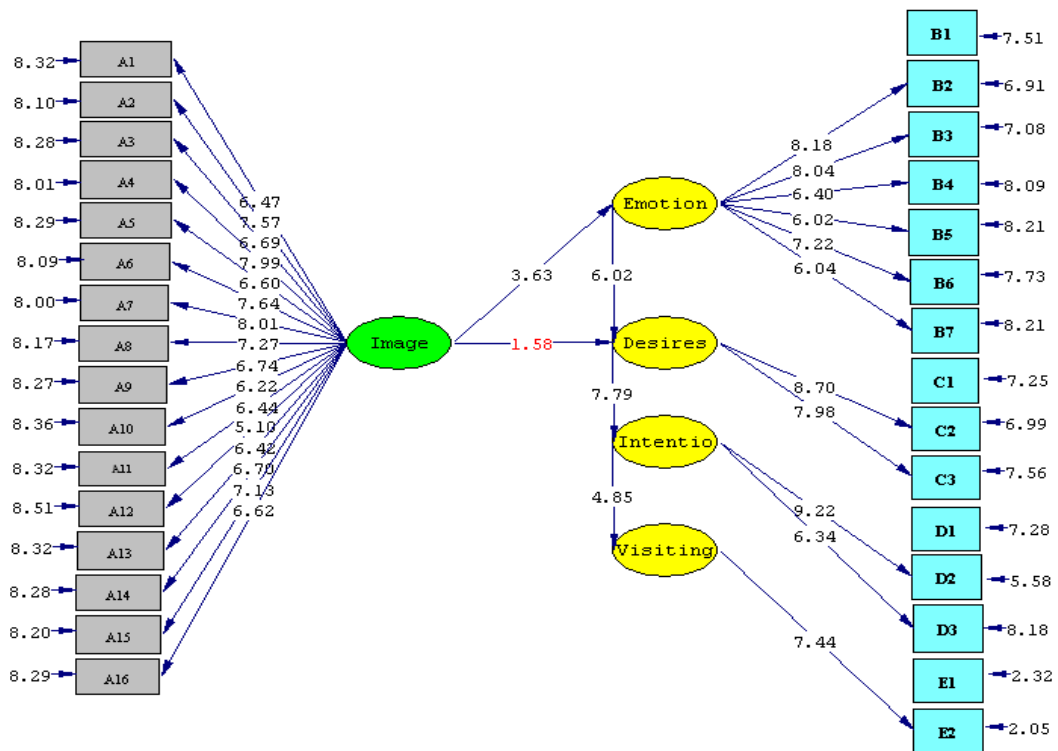 8.32 A1
8.10 A2
8.28 A3
8.01 A4
8.29 A5
8.09 A6
8.00 A7
8.17 A8
8.27 A9
8.36 A10
8.32 A11
8.51 A12
8.32 A13
8.28 A14
8.20 A15
8.29 A16
6.47
7.57
6.69
7.99
6.60
7.64
8.01
7.27
6.74
6.22
6.44
5.10
6.42
6.70
7.13
6.62
Image
3.63
1.58
Emotion
6.02
Desires
7.79
Intentio
4.85
Visiting
8.18
8.04
6.40
6.02
7.22
6.04
8.70
7.98
9.22
6.34
7.44
B1 7.51
B2 6.91
B3 7.08
B4 8.09
B5 8.21
B6 7.73
B7 8.21
C1 7.25
C2 6.99
C3 7.56
D1 7.28
D2 5.58
D3 8.18
E1 2.32
E2 2.05